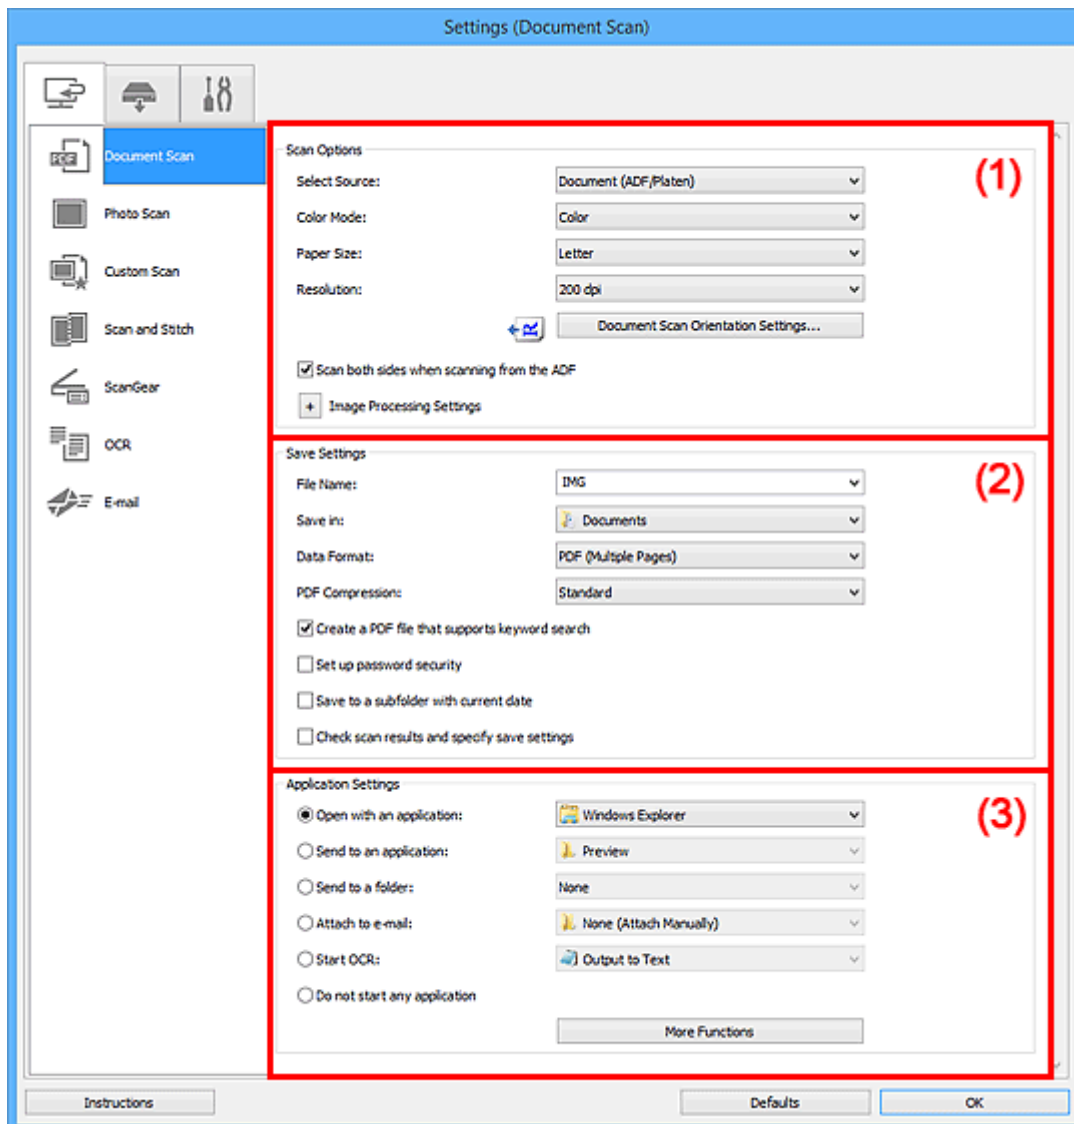 Settings (Document Scan)
PDF
Document Scan
Photo Scan
Custom Scan
Scan and Stitch
ScanGear
OCR
E-mail
Scan Options
(1)
Select Source: Document (ADF/Platen)
Color Mode: Color
Paper Size: Letter
Resolution: 200 dpi
R Document Scan Orientation Settings...
Scan both sides when scanning from the ADF
+ Image Processing Settings
Save Settings
(2)
File Name: IMG
Save in: Documents
Data Format: PDF (Multiple Pages)
PDF Compression: Standard
Create a PDF file that supports keyword search
Set up password security
Save to a subfolder with current date
Check scan results and specify save settings
Application Settings
(3)
Open with an application: Windows Explorer
Send to an application: Preview
Send to a folder: None
Attach to e-mail: None (Attach Manually)
Start OCR: Output to Text
Do not start any application
More Functions
Instructions Defaults OK